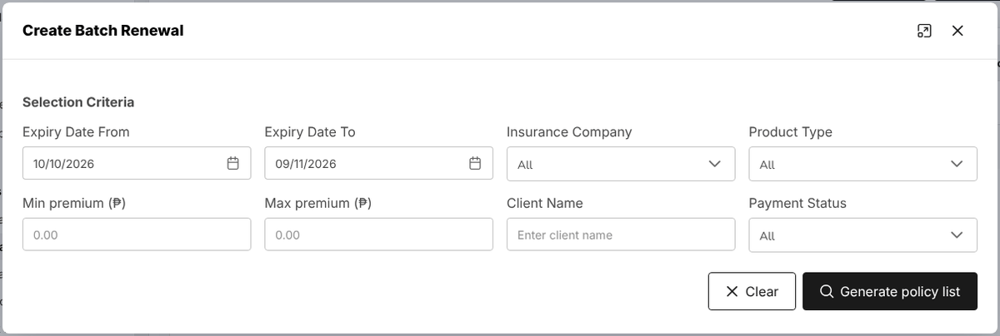 Create Batch Renewal
Selection Criteria
Expiry Date From Expiry Date To Insurance Company Product Type
10/10/2026 09/11/2026 All All
Min premium (₱) Max premium (₱) Client Name Payment Status
0.00 0.00 Enter client name All
Clear Generate policy list